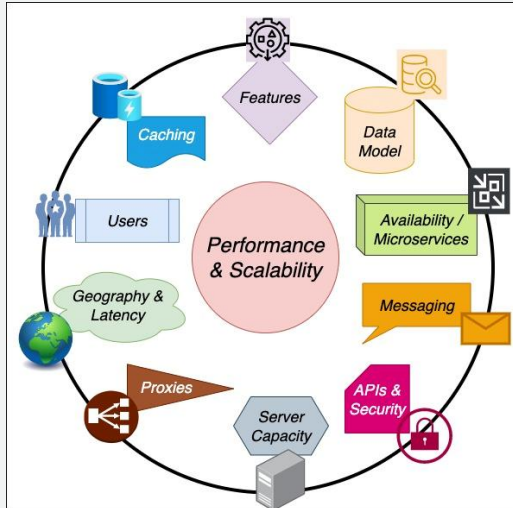 Features
Data
Model
Availability /
Microservices
Messaging
APIs &
Security
Server
Capacity
Proxies
Geography &
Latency
Users
Caching
Performance
& Scalability